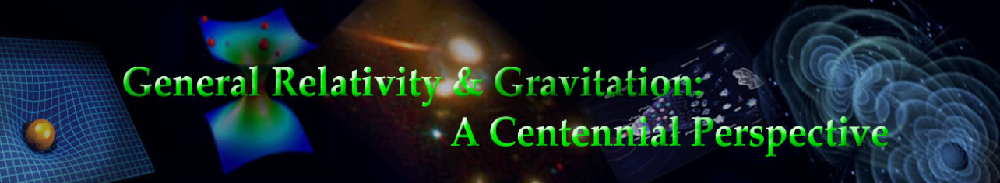 General Relativity & Gravitation:
A Centennial Perspective